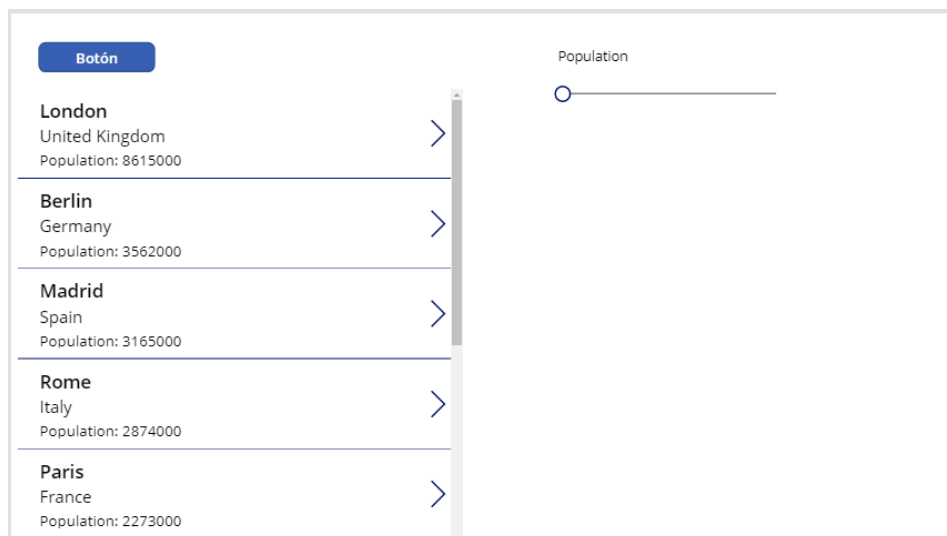 Botón
Population
London
United Kingdom
Population: 8615000
Berlin
Germany
Population: 3562000
Madrid
Spain
Population: 3165000
Rome
Italy
Population: 2874000
Paris
France
Population: 2273000